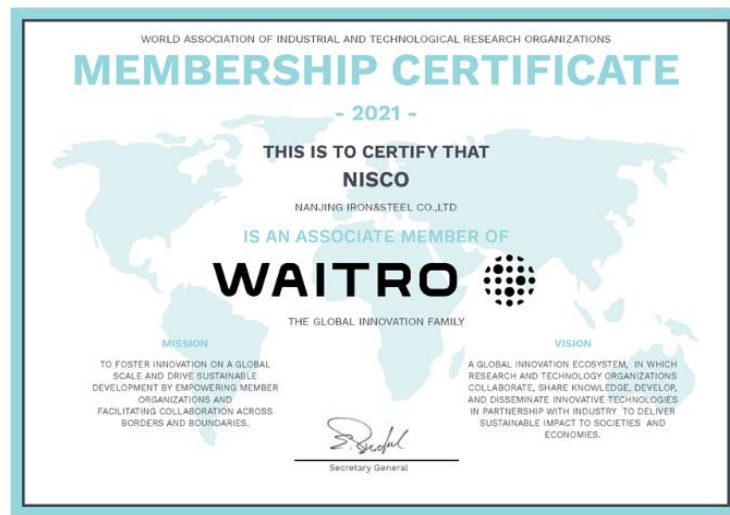 WORLD ASSOCIATION OF INDUSTRIAL AND TECHNOLOGICAL RESEARCH ORGANIZATIONS
MEMBERSHIP CERTIFICATE
- 2021 -
THIS IS TO CERTIFY THAT
NISCO
NANJING IRON&STEEL CO.,LTD
IS AN ASSOCIATE MEMBER OF
WAITRO
THE GLOBAL INNOVATION FAMILY
MISSION
TO FOSTER INNOVATION ON A GLOBAL
SCALE AND DRIVE SUSTAINABLE
DEVELOPMENT BY EMPOWERING MEMBER
ORGANIZATIONS AND
FACILITATING COLLABORATION ACROSS
BORDERS AND BOUNDARIES.
VISION
A GLOBAL INNOVATION ECOSYSTEM, IN WHICH
RESEARCH AND TECHNOLOGY ORGANIZATIONS
COLLABORATE, SHARE KNOWLEDGE, DEVELOP,
AND DISSEMINATE INNOVATIVE TECHNOLOGIES
IN PARTNERSHIP WITH INDUSTRY TO DELIVER
SUSTAINABLE IMPACT TO SOCIETIES AND
ECONOMIES.
Secretary General